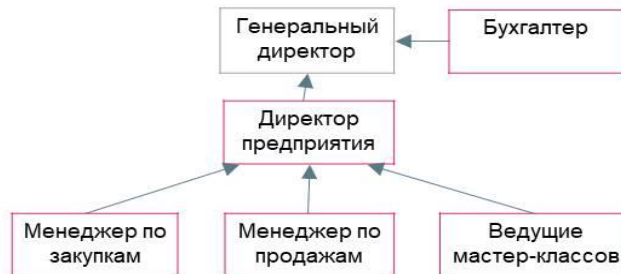 Генеральный
директор
Бухгалтер
Директор
предприятия
Менеджер по
закупкам
Менеджер по
продажам
Ведущие
мастер-классов